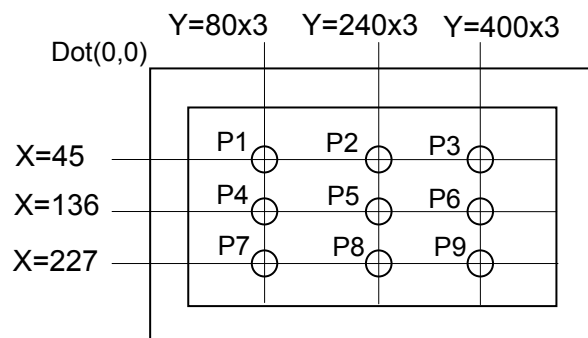 Y=80x3 Y=240x3 Y=400x3
Dot(0,0)
X=45 P1 P2 P3
X=136 P4 P5 P6
X=227 P7 P8 P9